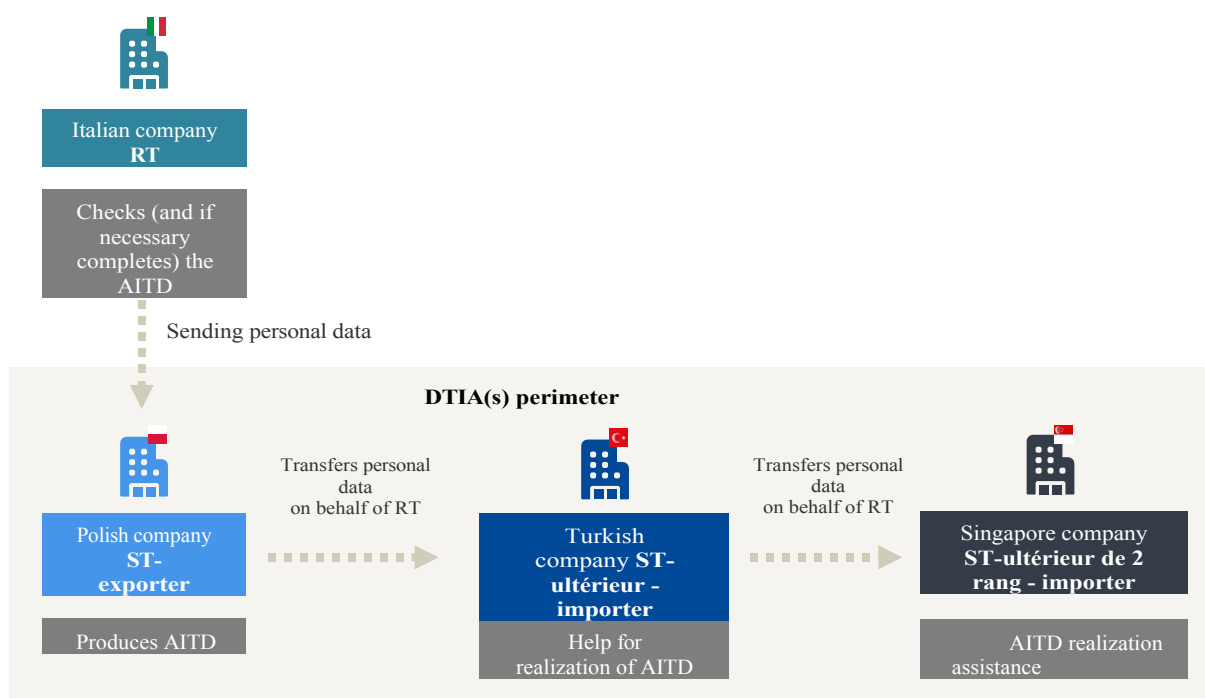 Italian company
RT
Checks (and if
necessary
completes) the
AITD
Sending personal data
DTIA(s) perimeter
Transfers personal
data
on behalf of RT
Transfers personal
data
on behalf of RT
Polish company
ST-
exporter
Turkish
company ST-
ultérieur -
importer
Singapore company
ST-ultérieur de 2
rang - importer
Produces AITD
Help for
realization of AITD
AITD realization
assistance